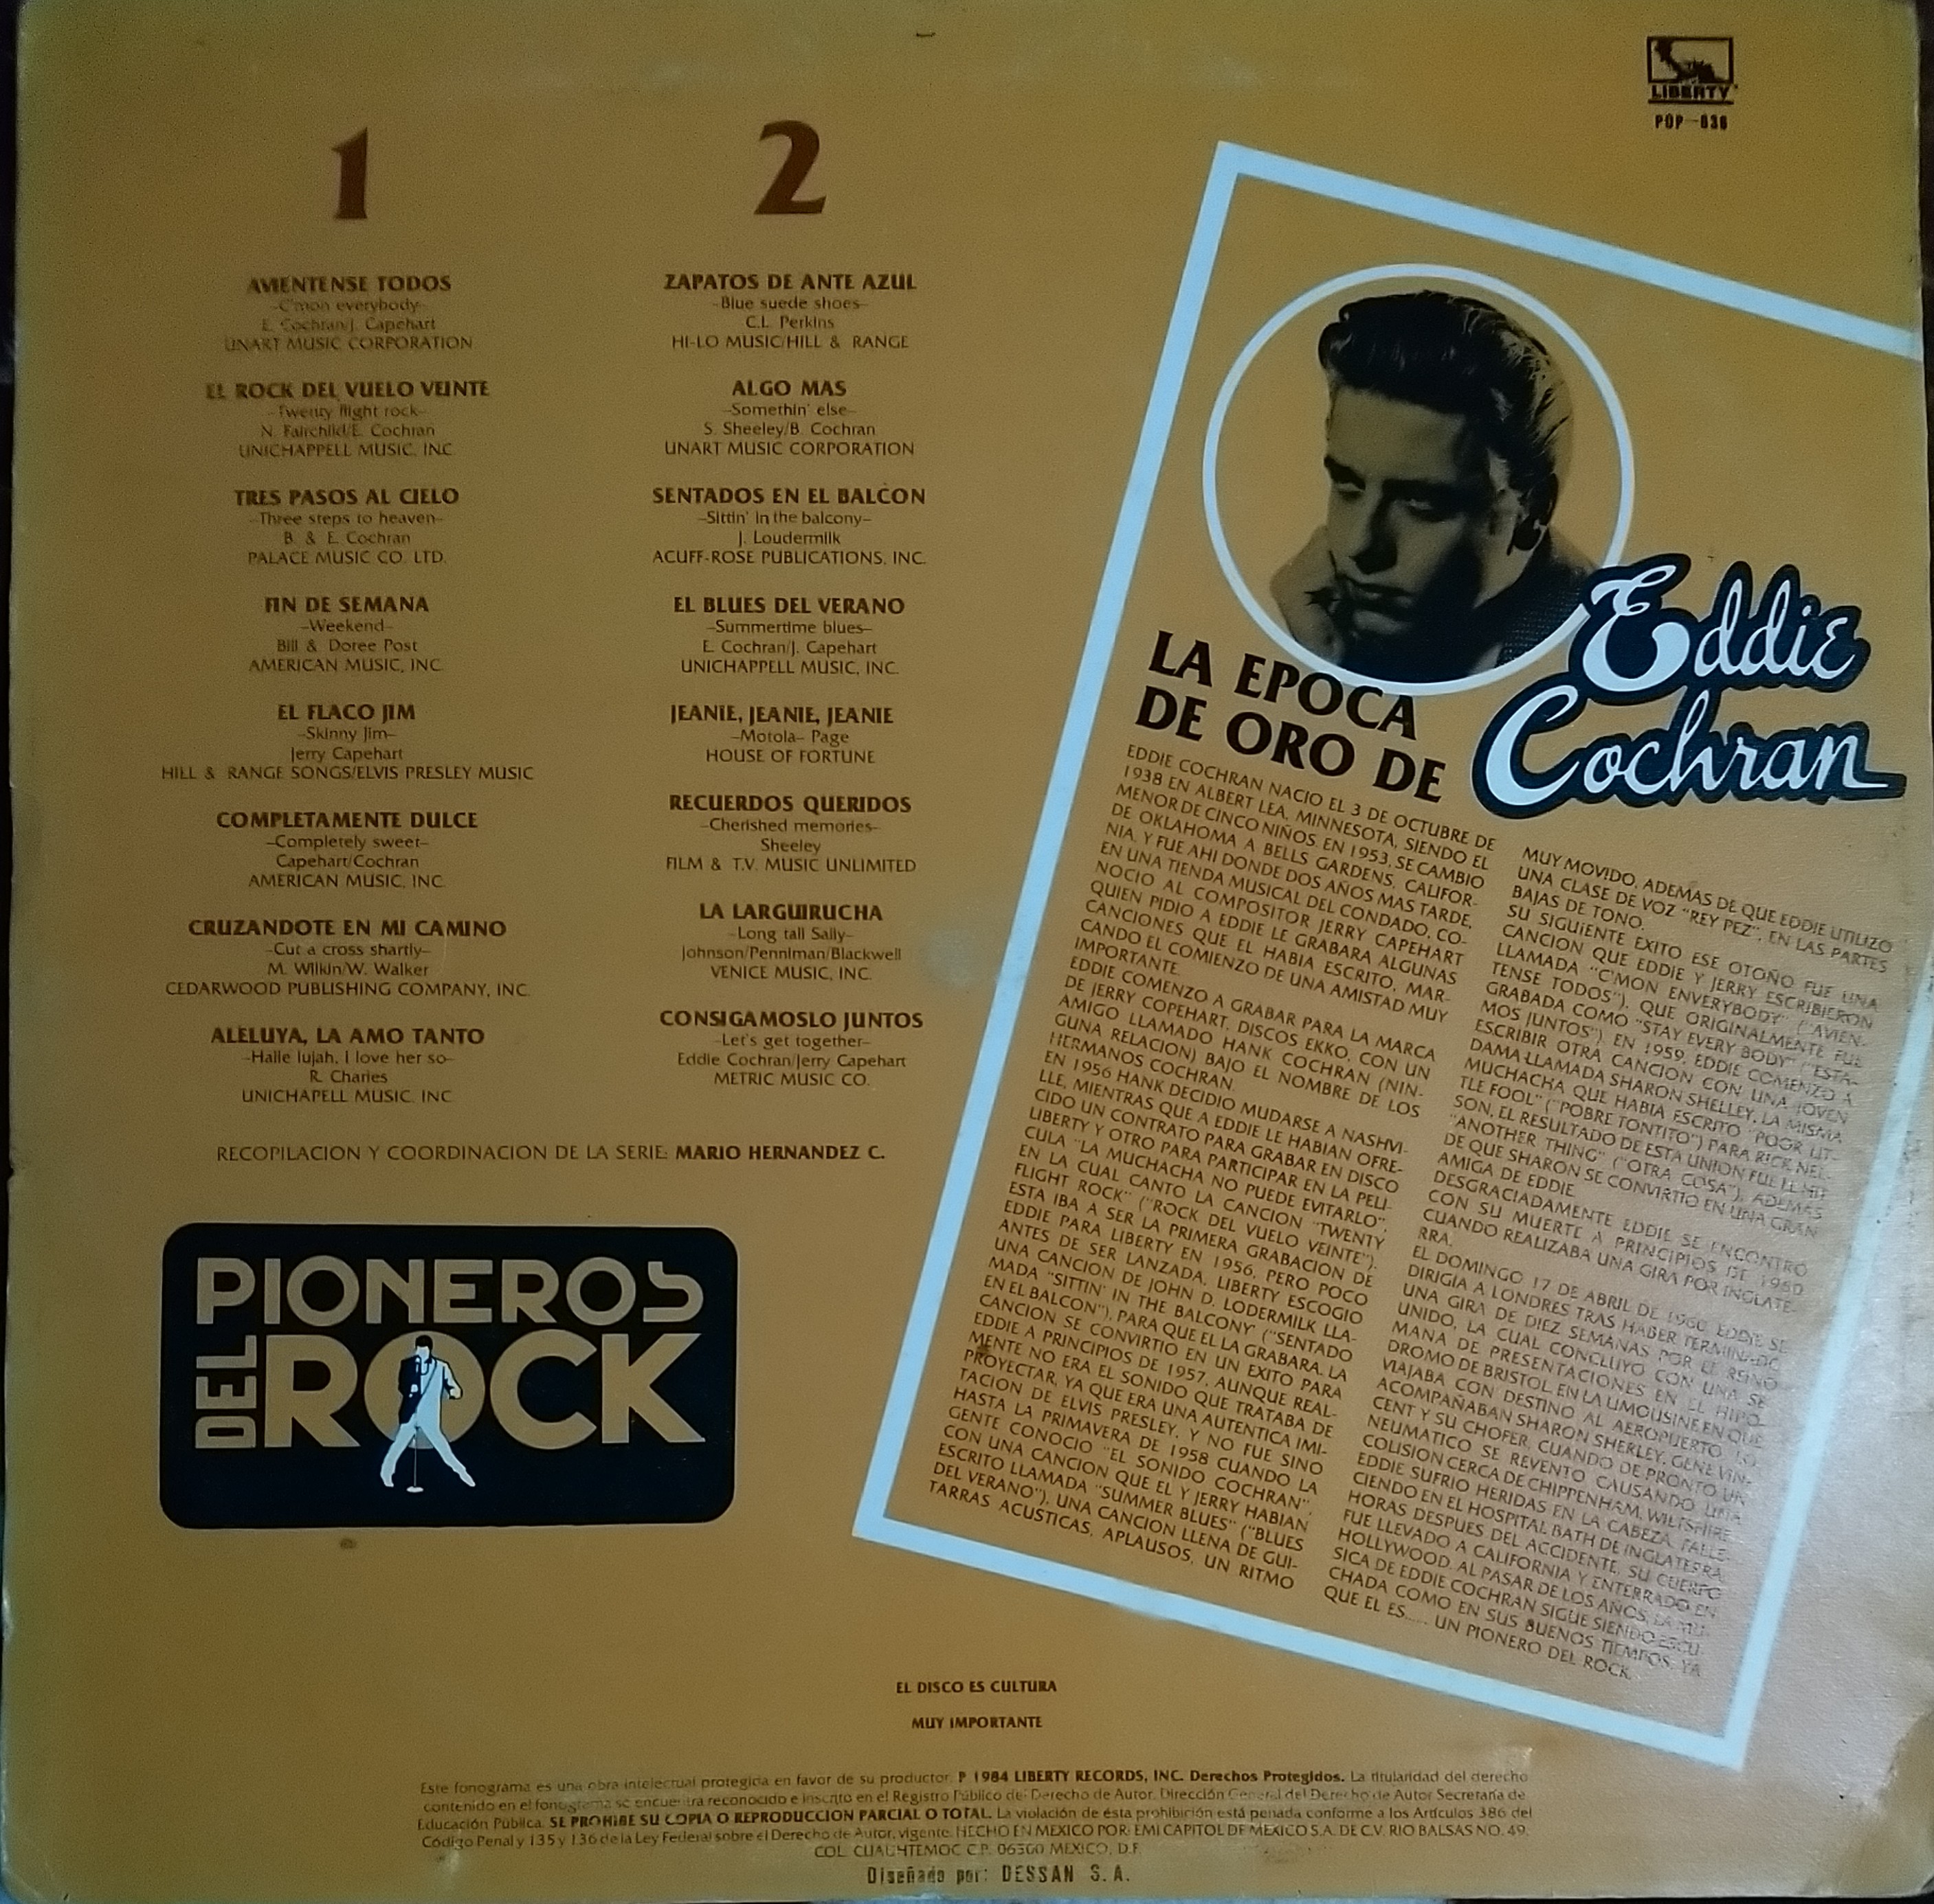 LIBERTY
POP-036
1
AVIENTENSE TODOS
-C'mon everybody-
E. Cochran/J. Capehart
UNART MUSIC CORPORATION
EL ROCK DEL VUELO VEINTE
-Twenty flight rock-
N. Fairchild/E. Cochran
UNICHAPPELL MUSIC, INC.
TRES PASOS AL CIELO
-Three steps to heaven-
B. & E. Cochran
PALACE MUSIC CO. LTD.
FIN DE SEMANA
-Weekend-
Bill & Doree Post
AMERICAN MUSIC, INC.
EL FLACO JIM
-Skinny Jim-
Jerry Capehart
HILL & RANGE SONGS/ELVIS PRESLEY MUSIC
COMPLETAMENTE DULCE
-Completely sweet-
Capehart/Cochran
AMERICAN MUSIC, INC.
CRUZANDOTE EN MI CAMINO
-Cut a cross shartly-
M. Wilkin/W. Walker
CEDARWOOD PUBLISHING COMPANY, INC.
ALELUYA, LA AMO TANTO
-Halle lujah, I love her so-
R. Charles
UNICHAPELL MUSIC. INC.
2
ZAPATOS DE ANTE AZUL
-Blue suede shoes-
C.L. Perkins
HI-LO MUSIC/HILL & RANGE
ALGO MAS
-Somethin' else-
S. Sheeley/B. Cochran
UNART MUSIC CORPORATION
SENTADOS EN EL BALCON
-Sittin' in the balcony-
J. Loudermilk
ACUFF-ROSE PUBLICATIONS, INC.
EL BLUES DEL VERANO
-Summertime blues-
E. Cochran/J. Capehart
UNICHAPPELL MUSIC, INC.
JEANIE, JEANIE, JEANIE
-Motola- Page
HOUSE OF FORTUNE
RECUERDOS QUERIDOS
-Cherished memories-
Sheeley
FILM & T.V. MUSIC UNLIMITED
LA LARGUIRUCHA
-Long tall Sally-
Johnson/Penniman/Blackwell
VENICE MUSIC, INC.
CONSIGAMOSLO JUNTOS
-Let's get together-
Eddie Cochran/Jerry Capehart
METRIC MUSIC CO.
RECOPILACION Y COORDINACION DE LA SERIE: MARIO HERNANDEZ C.
PIONEROS
DEL ROCK
LA EPOCA
DE ORO DE
Eddie
Cochran
EDDIE COCHRAN NACIO EL 3 DE OCTUBRE DE
1938 EN ALBERT LEA, MINNESOTA, SIENDO EL
MENOR DE CINCO NIÑOS. EN 1953, SE CAMBIO
DE OKLAHOMA A BELLS GARDENS, CALIFOR-
NIA, Y FUE AHI DONDE DOS AÑOS MAS TARDE,
EN UNA TIENDA MUSICAL DEL CONDADO, CO-
NOCIO AL COMPOSITOR JERRY CAPEHART
QUIEN PIDIO A EDDIE LE GRABARA ALGUNAS
CANCIONES QUE EL HABIA ESCRITO, MAR-
CANDO EL COMIENZO DE UNA AMISTAD MUY
IMPORTANTE.
EDDIE COMENZO A GRABAR PARA LA MARCA
DE JERRY COPEHART, DISCOS EKKO, CON UN
AMIGO LLAMADO HANK COCHRAN (NIN-
GUNA RELACION) BAJO EL NOMBRE DE LOS
HERMANOS COCHRAN.
EN 1956 HANK DECIDIO MUDARSE A NASHVI-
LLE, MIENTRAS QUE A EDDIE LE HABIAN OFRE-
CIDO UN CONTRATO PARA GRABAR EN DISCO
LIBERTY Y OTRO PARA PARTICIPAR EN LA PELI-
CULA "LA MUCHACHA NO PUEDE EVITARLO",
EN LA CUAL CANTO LA CANCION "TWENTY
FLIGHT ROCK" ("ROCK DEL VUELO VEINTE").
ESTA IBA A SER LA PRIMERA GRABACION DE
EDDIE PARA LIBERTY EN 1956, PERO POCO
ANTES DE SER LANZADA, LIBERTY ESCOGIO
UNA CANCION DE JOHN D. LODERMILK LLA-
MADA "SITTIN' IN THE BALCONY" ("SENTADO
EN EL BALCON"), PARA QUE EL LA GRABARA. LA
CANCION SE CONVIRTIO EN UN EXITO PARA
EDDIE A PRINCIPIOS DE 1957, AUNQUE REAL-
MENTE NO ERA EL SONIDO QUE TRATABA DE
PROYECTAR, YA QUE ERA UNA AUTENTICA IMI-
TACION DE ELVIS PRESLEY, Y NO FUE SINO
HASTA LA PRIMAVERA DE 1958 CUANDO LA
GENTE CONOCIO "EL SONIDO COCHRAN",
CON UNA CANCION QUE EL Y JERRY HABIAN
ESCRITO LLAMADA "SUMMER BLUES" ("BLUES
DEL VERANO"), UNA CANCION LLENA DE GUI-
TARRAS ACUSTICAS, APLAUSOS, UN RITMO
MUY MOVIDO, ADEMAS DE QUE EDDIE UTILIZO
UNA CLASE DE VOZ "REY PEZ", EN LAS PARTES
BAJAS DE TONO.
SU SIGUIENTE EXITO ESE OTOÑO FUE UNA
CANCION QUE EDDIE Y JERRY ESCRIBIERON
LLAMADA "C'MON ENVERYBODY" ("AVIEN-
TENSE TODOS"), QUE ORIGINALMENTE FUE
GRABADA COMO "STAY EVERY BODY" ("ESTA-
MOS JUNTOS"). EN 1959, EDDIE COMENZO A
ESCRIBIR OTRA CANCION CON UNA JOVEN
DAMA LLAMADA SHARON SHELLEY, LA MISMA
MUCHACHA QUE HABIA ESCRITO "POOR LIT-
TLE FOOL" ("POBRE TONTITO") PARA RICK NEL-
SON, EL RESULTADO DE ESTA UNION FUE EL HIT
"ANOTHER THING" ("OTRA COSA"), ADEMAS
DE QUE SHARON SE CONVIRTIO EN UNA GRAN
AMIGA DE EDDIE.
DESGRACIADAMENTE EDDIE SE ENCONTRO
CON SU MUERTE A PRINCIPIOS DE 1960
CUANDO REALIZABA UNA GIRA POR INGLATE-
RRA.
EL DOMINGO 17 DE ABRIL DE 1960, EDDIE SE
DIRIGIA A LONDRES TRAS HABER TERMINADO
UNA GIRA DE DIEZ SEMANAS POR EL REINO
UNIDO, LA CUAL CONCLUYO CON UNA SE-
MANA DE PRESENTACIONES EN EL HIPO-
DROMO DE BRISTOL. EN LA LIMOUSINE EN QUE
VIAJABA CON DESTINO AL AEROPUERTO LO
ACOMPAÑABAN SHARON SHERLEY, GENE VIN-
CENT Y SU CHOFER, CUANDO DE PRONTO UN
NEUMATICO SE REVENTO CAUSANDO UNA
COLISION CERCA DE CHIPPENHAM, WILTSHIRE.
EDDIE SUFRIO HERIDAS EN LA CABEZA, FALLE-
CIENDO EN EL HOSPITAL BATH DE INGLATERRA,
HORAS DESPUES DEL ACCIDENTE, SU CUERPO
FUE LLEVADO A CALIFORNIA Y ENTERRADO EN
HOLLYWOOD. AL PASAR DE LOS AÑOS, LA MU-
SICA DE EDDIE COCHRAN SIGUE SIENDO ESCU-
CHADA COMO EN SUS BUENOS TIEMPOS, YA
QUE EL ES..... UN PIONERO DEL ROCK.
EL DISCO ES CULTURA
MUY IMPORTANTE
Este fonograma es una obra intelectual protegida en favor de su productor. P 1984 LIBERTY RECORDS, INC. Derechos Protegidos. La titularidad del derecho
contenido en el fonograma se encuentra reconocido e inscrito en el Registro Público del Derecho de Autor, Dirección General del Derecho de Autor Secretaría de
Educación Pública. SE PROHIBE SU COPIA O REPRODUCCION PARCIAL O TOTAL. La violación de ésta prohibición está penada conforme a los Artículos 386 del
Código Penal y 135 y 136 de la Ley Federal sobre el Derecho de Autor, vigente. HECHO EN MEXICO POR: EMI CAPITOL DE MEXICO S.A. DE C.V. RIO BALSAS NO. 49,
COL. CUAUHTEMOC C.P. 06500 MEXICO, D.F.
Diseñado por: DESSAN S.A.